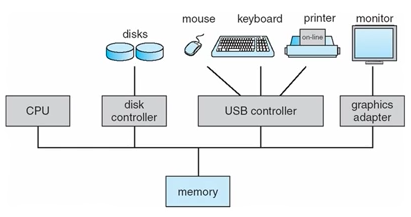 mouse
keyboard
printer
monitor
disks
on-line
CPU
disk
controller
USB controller
graphics
adapter
memory